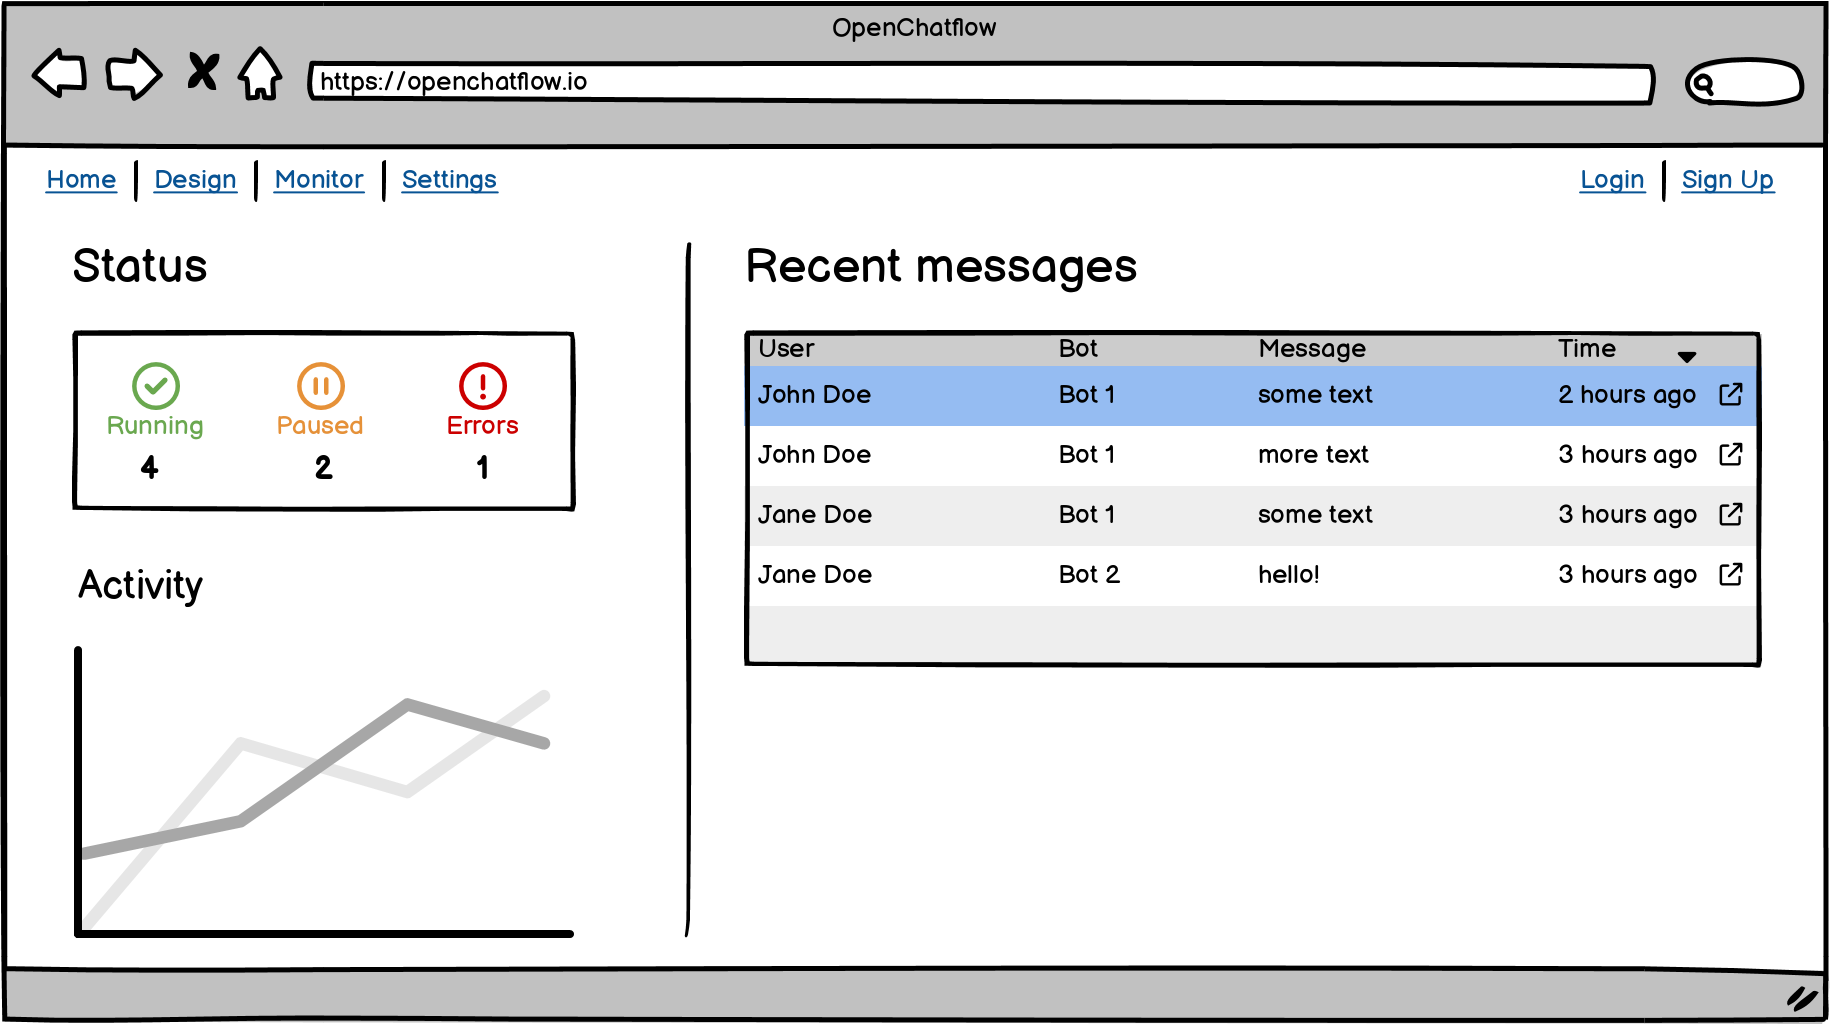 OpenChatflow
https://openchatflow.io
Home Design Monitor Settings Login Sign Up
Status
Running Paused Errors
4 2 1
Activity
Recent messages
User Bot Message Time
John Doe Bot 1 some text 2 hours ago
John Doe Bot 1 more text 3 hours ago
Jane Doe Bot 1 some text 3 hours ago
Jane Doe Bot 2 hello! 3 hours ago